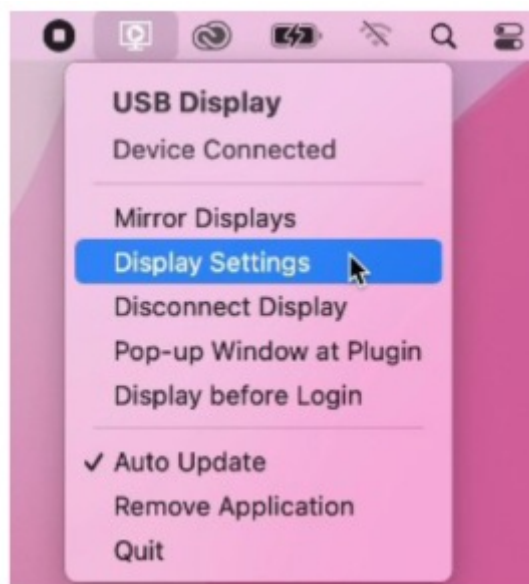 USB Display
Device Connected
Mirror Displays
Display Settings
Disconnect Display
Pop-up Window at Plugin
Display before Login
Auto Update
Remove Application
Quit